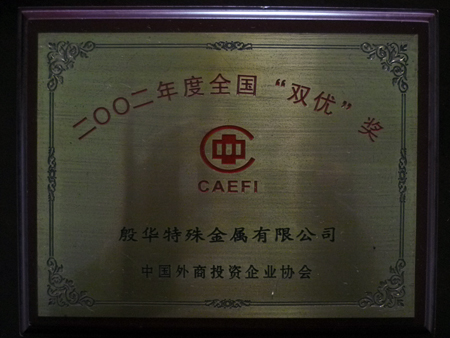 二〇〇二年度全国“双优”奖
CAEFI
般华特殊金属有限公司
中国外商投资企业协会